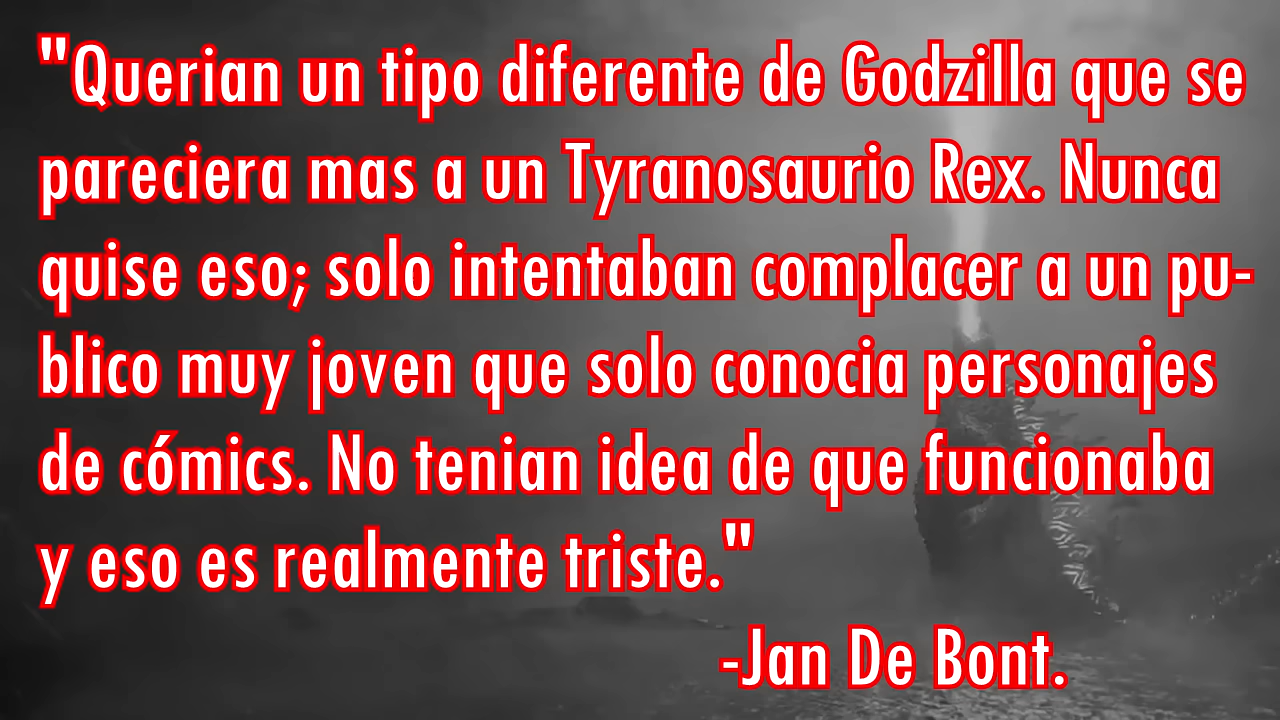 "Querian un tipo diferente de Godzilla que se
pareciera mas a un Tyranosaurio Rex. Nunca
quise eso; solo intentaban complacer a un pu-
blico muy joven que solo conocia personajes
de cómics. No tenian idea de que funcionaba
y eso es realmente triste."
-Jan De Bont.